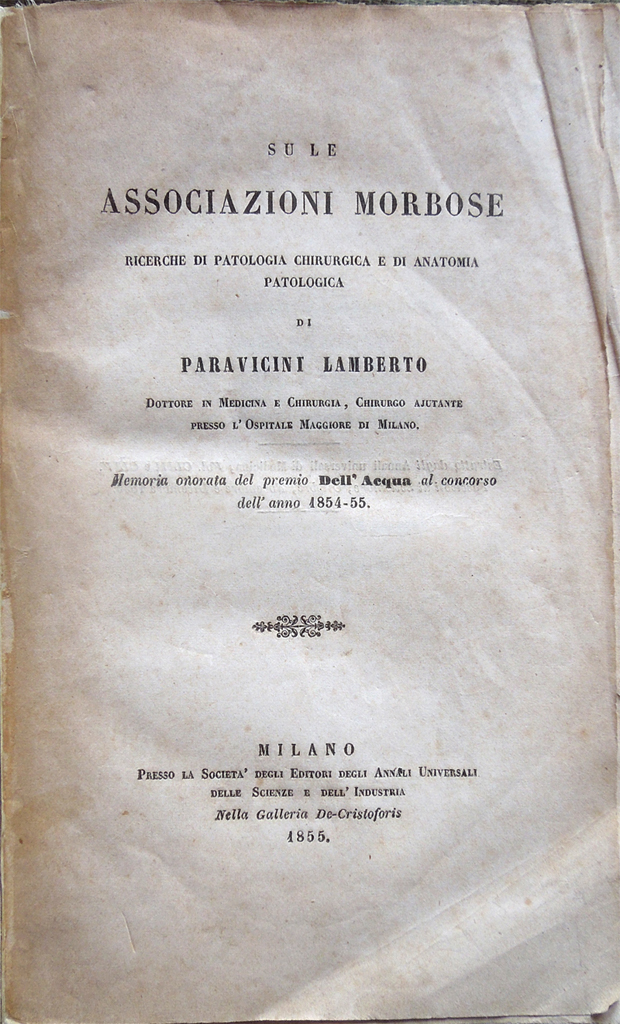 SU LE
ASSOCIAZIONI MORBOSE
RICERCHE DI PATOLOGIA CHIRURGICA E DI ANATOMIA
PATOLOGICA
DI
PARAVICINI LAMBERTO
DOTTORE IN MEDICINA E CHIRURGIA, CHIRURGO AJUTANTE
PRESSO L'OSPITALE MAGGIORE DI MILANO.
Memoria onorata del premio Dell'Acqua al concorso
dell'anno 1854-55.
MILANO
PRESSO LA SOCIETA' DEGLI EDITORI DEGLI ANNALI UNIVERSALI
DELLE SCIENZE E DELL'INDUSTRIA
Nella Galleria De-Cristoforis
1855.